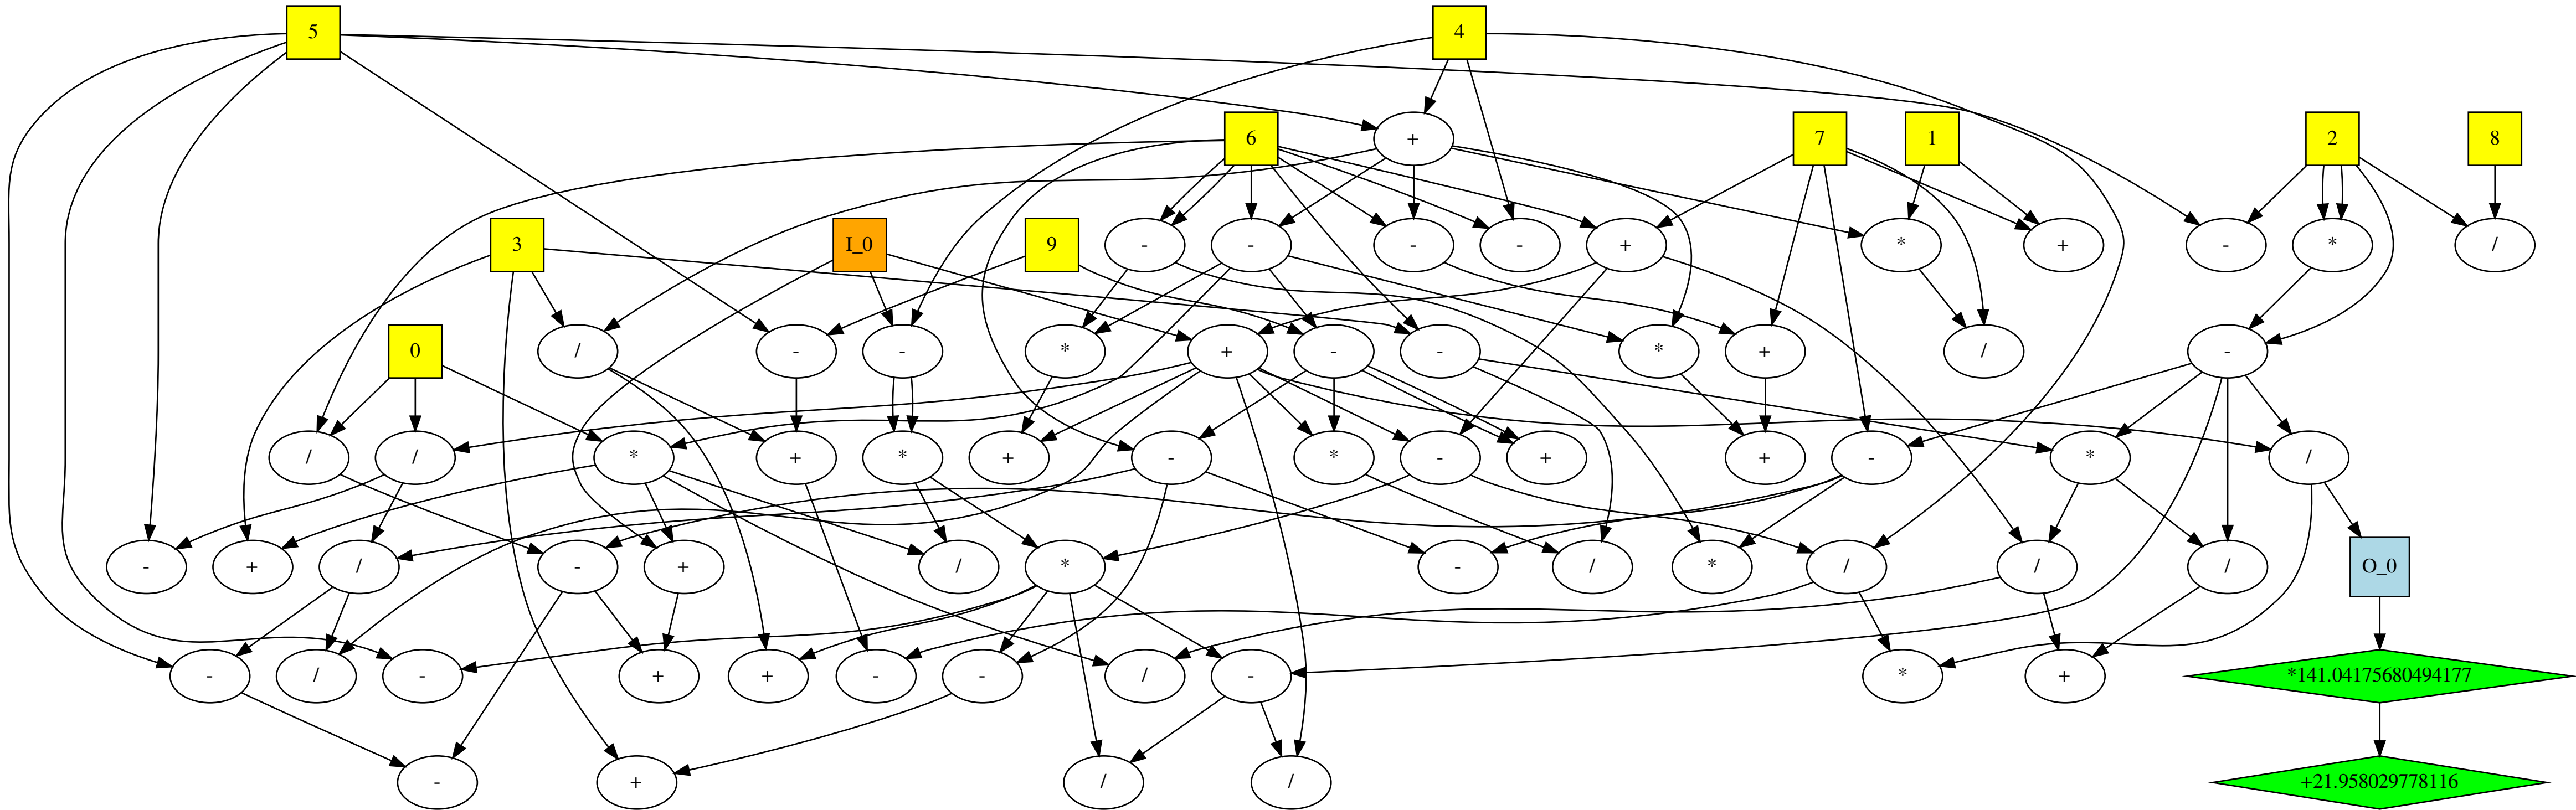 5 4
6 + 7 1 2 8
3 I_0 9 - - - - + * + - * /
0 / - - * + - - * + / -
/ / * + * + - * - + + - * /
- + / - + / * - / * / / / O_0
- / - + + - - / - * + *141.04175680494177
- + / / +21.958029778116